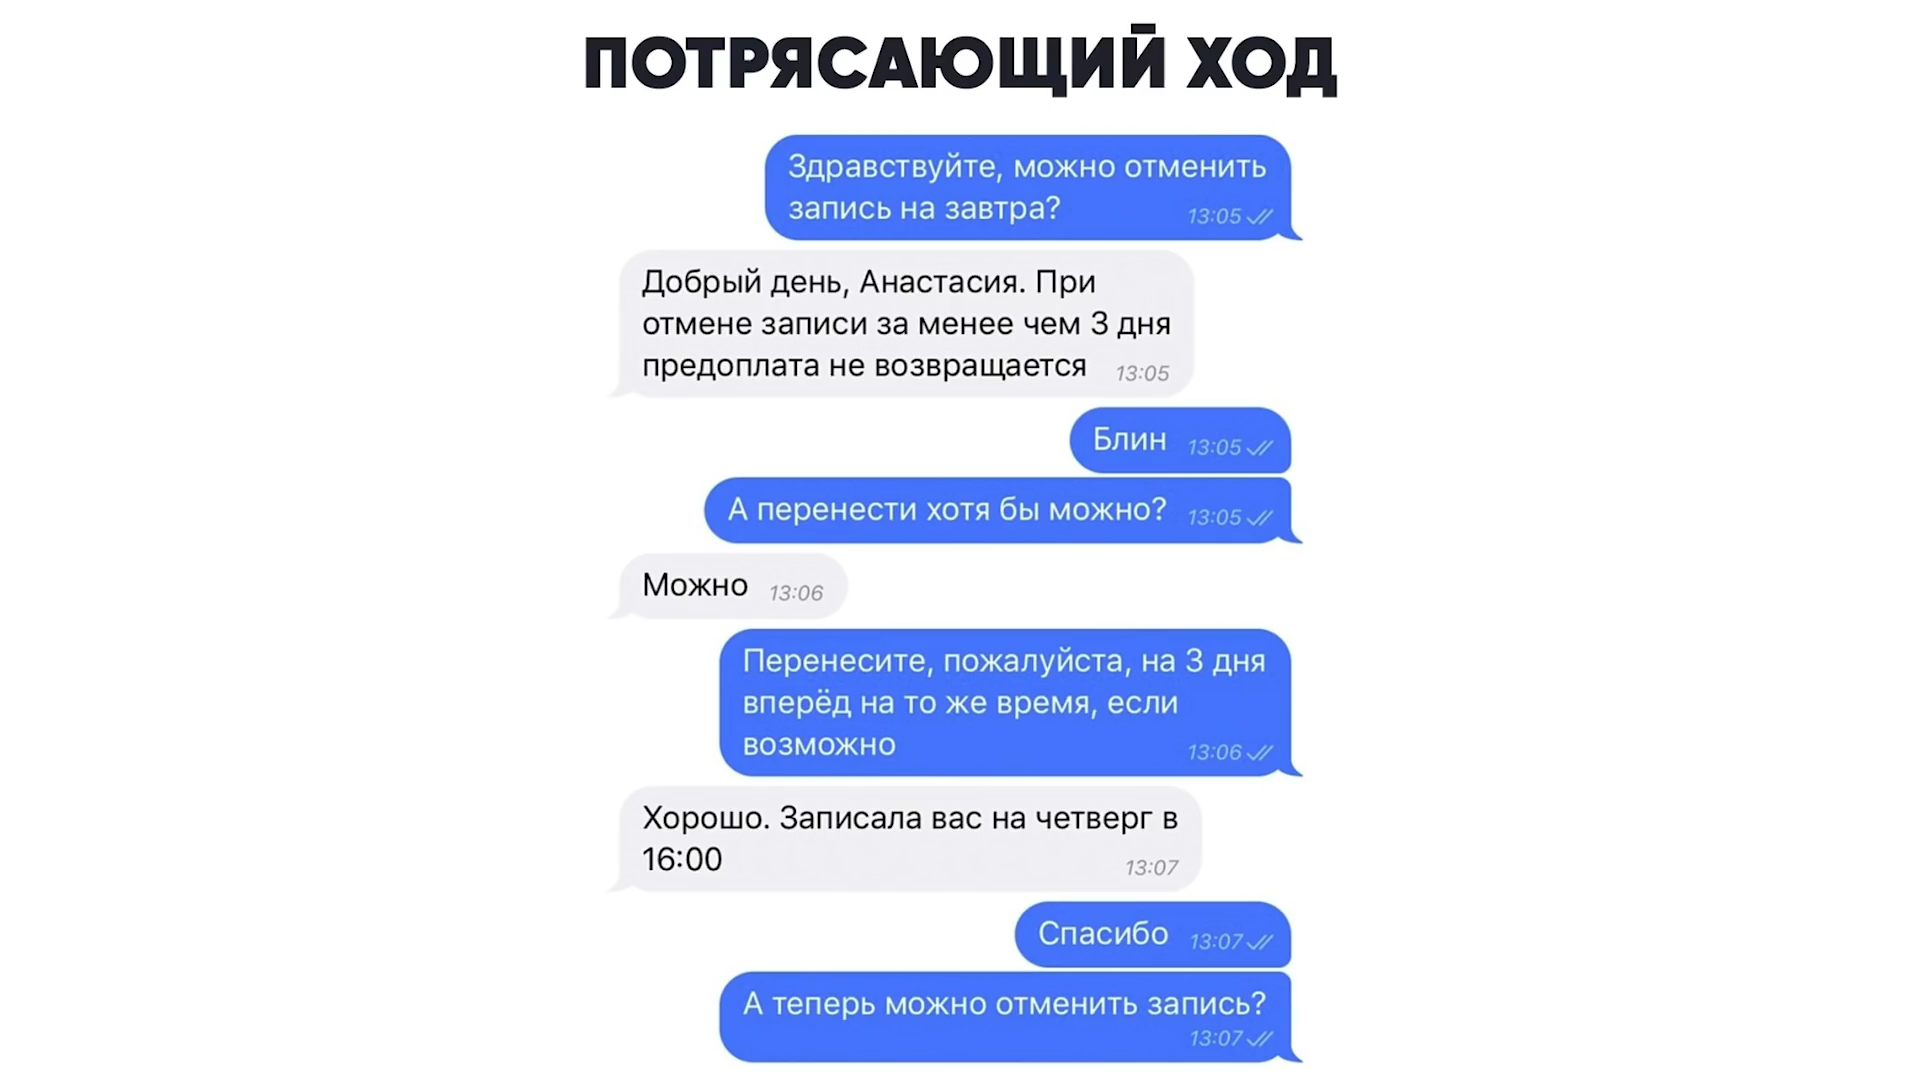 ПОТРЯСАЮЩИЙ ХОД
Здравствуйте, можно отменить
запись на завтра? 13:05
Добрый день, Анастасия. При
отмене записи за менее чем 3 дня
предоплата не возвращается 13:05
Блин 13:05
А перенести хотя бы можно? 13:05
Можно 13:06
Перенесите, пожалуйста, на 3 дня
вперёд на то же время, если
возможно 13:06
Хорошо. Записала вас на четверг в
16:00 13:07
Спасибо 13:07
А теперь можно отменить запись?
13:07